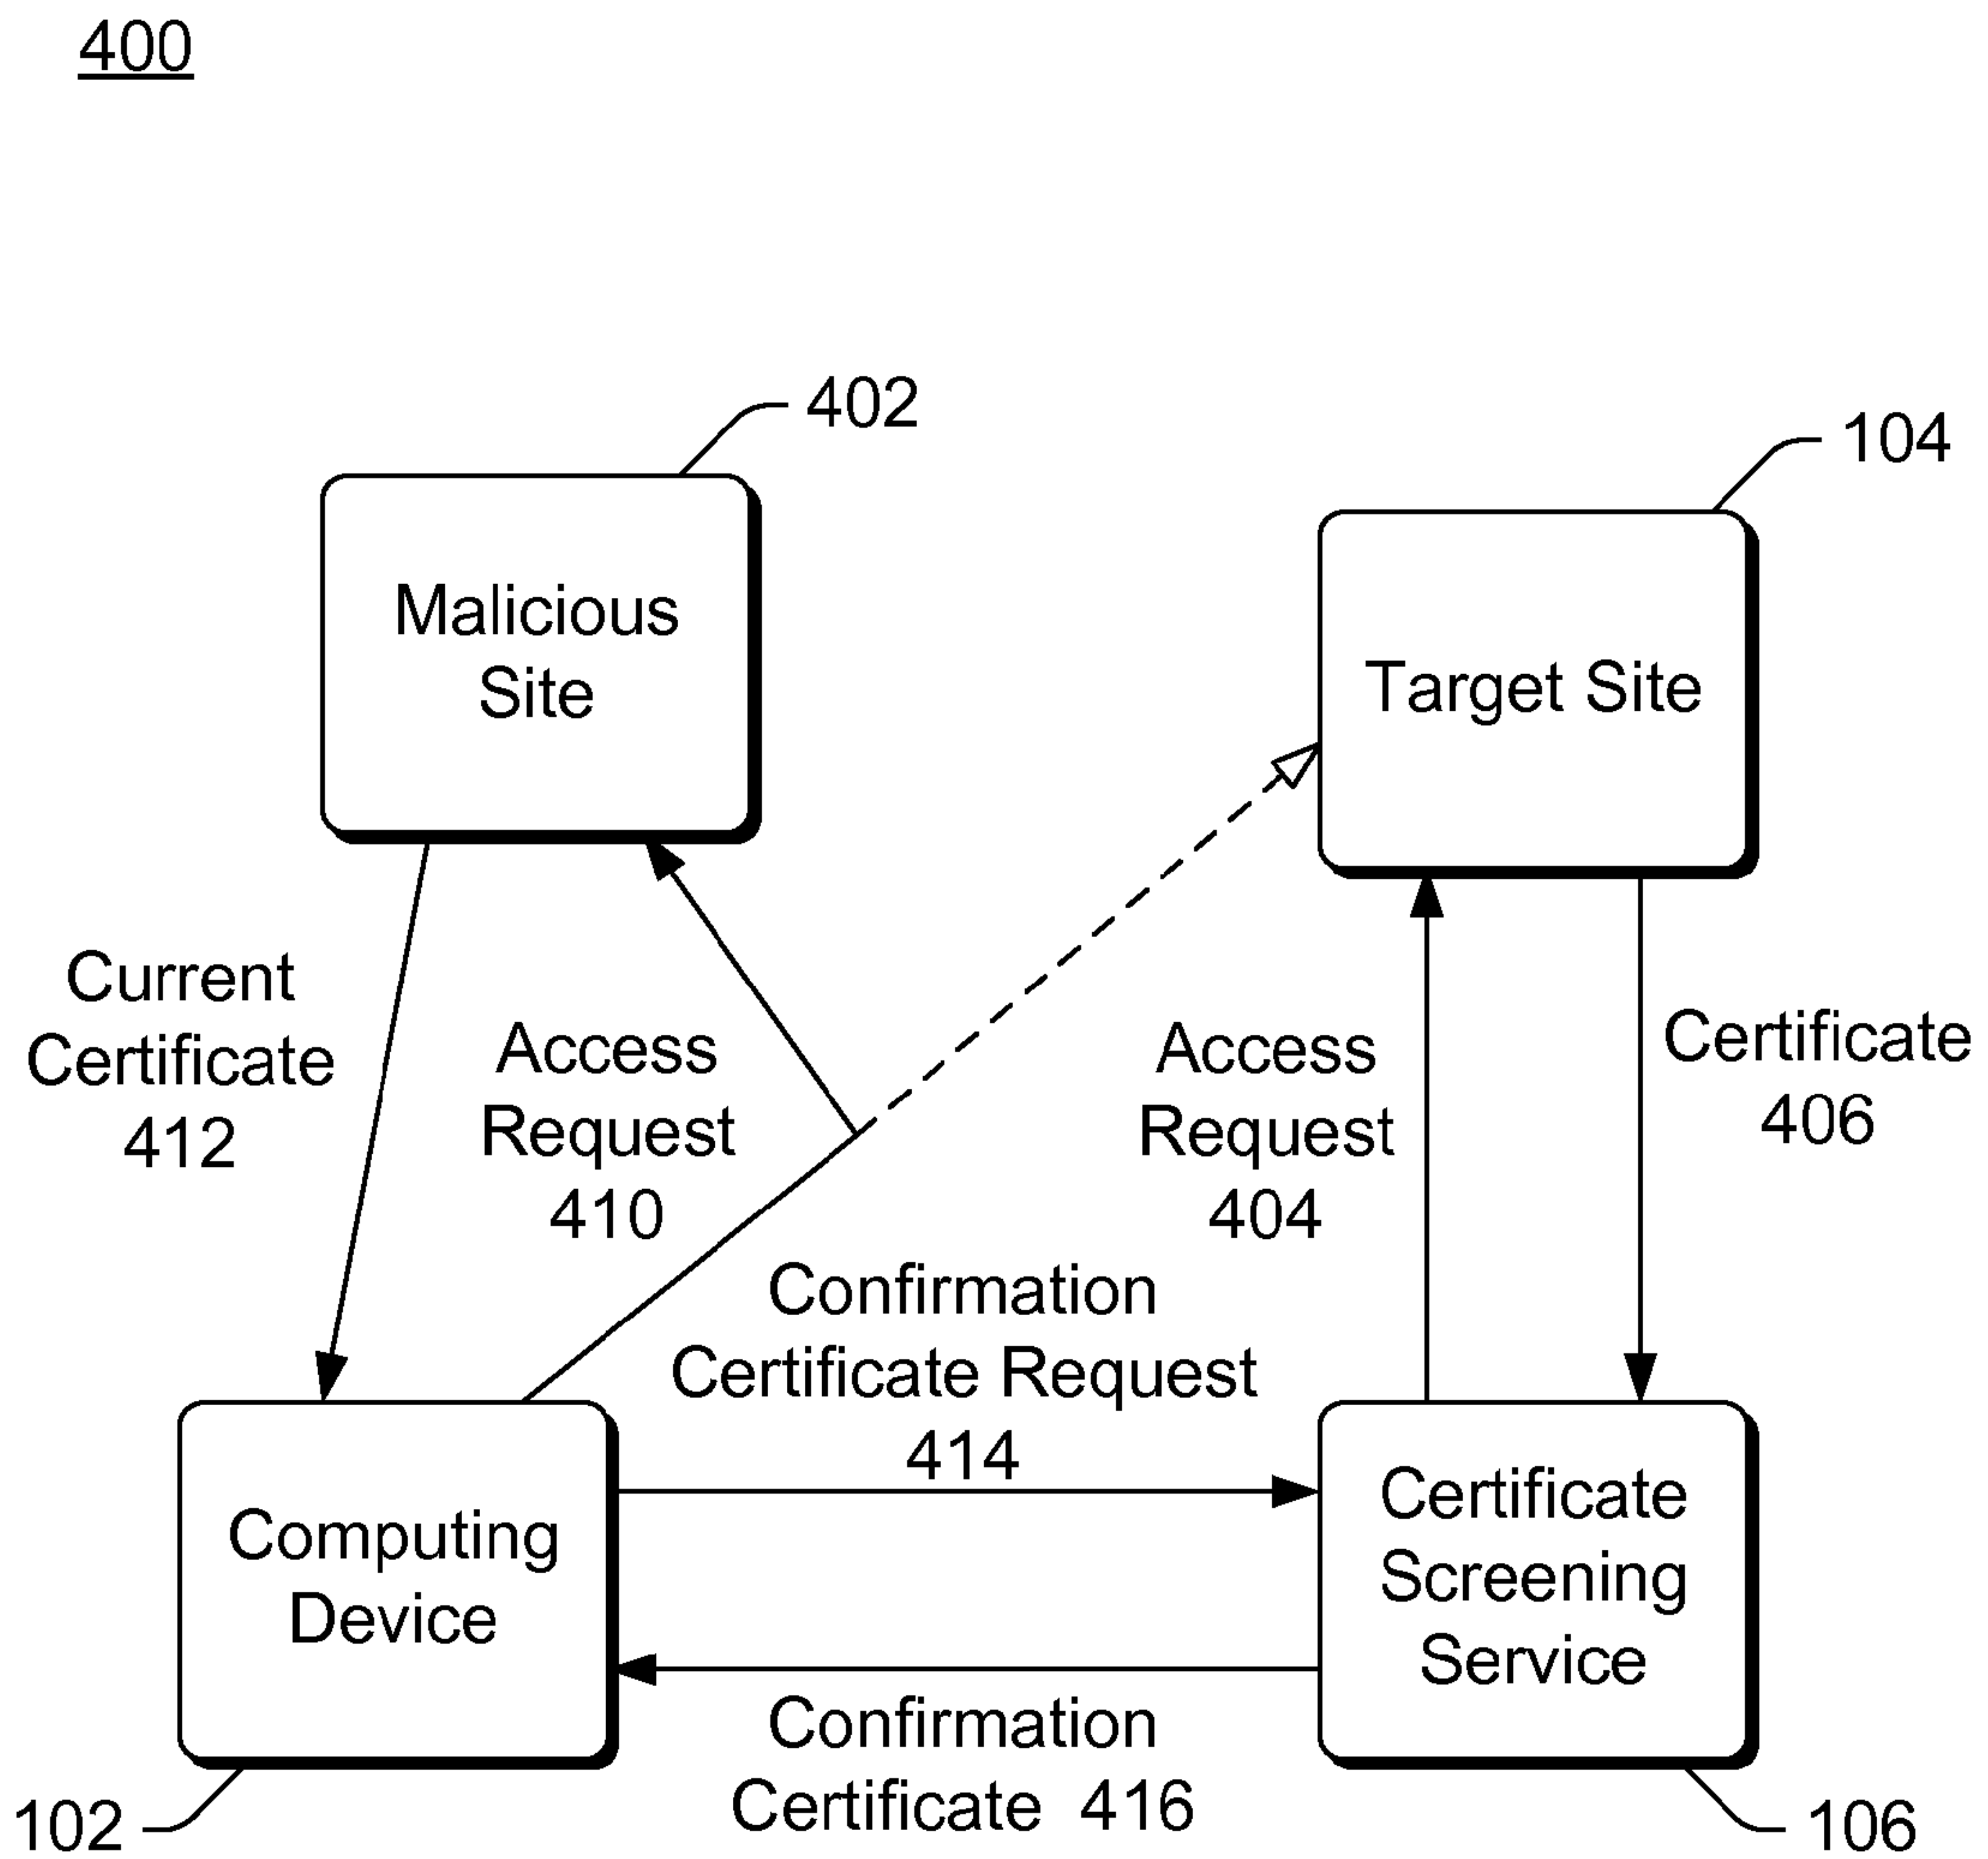 400
402
104
Malicious
Site
Target Site
Current
Certificate
412
Access
Request
410
Access
Request
404
Certificate
406
Confirmation
Certificate Request
414
Computing
Device
Certificate
Screening
Service
Confirmation
Certificate 416
102
106